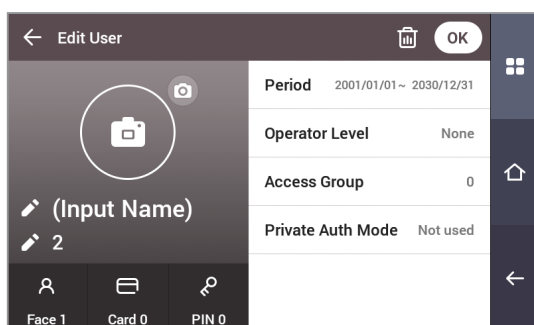 Edit User
OK
(Input Name)
2
Face 1 Card 0 PIN 0
Period 2001/01/01~ 2030/12/31
Operator Level None
Access Group 0
Private Auth Mode Not used